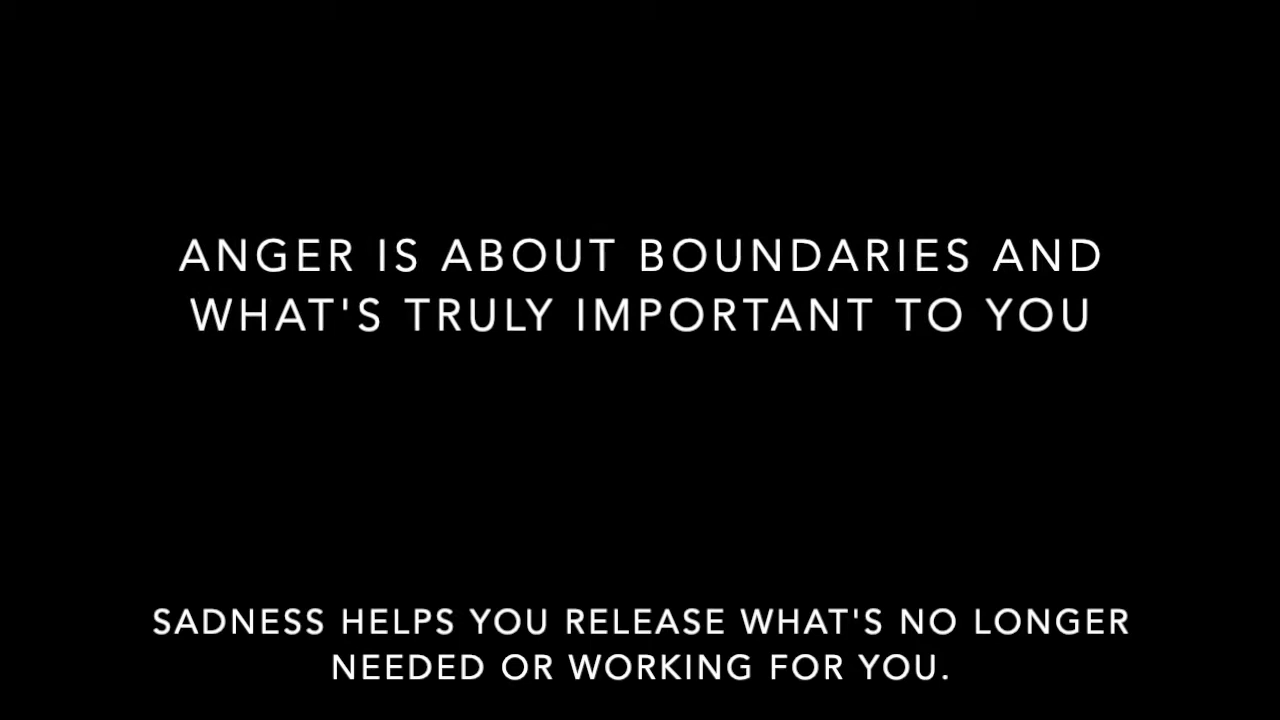 ANGER IS ABOUT BOUNDARIES AND
WHAT'S TRULY IMPORTANT TO YOU
SADNESS HELPS YOU RELEASE WHAT'S NO LONGER
NEEDED OR WORKING FOR YOU.